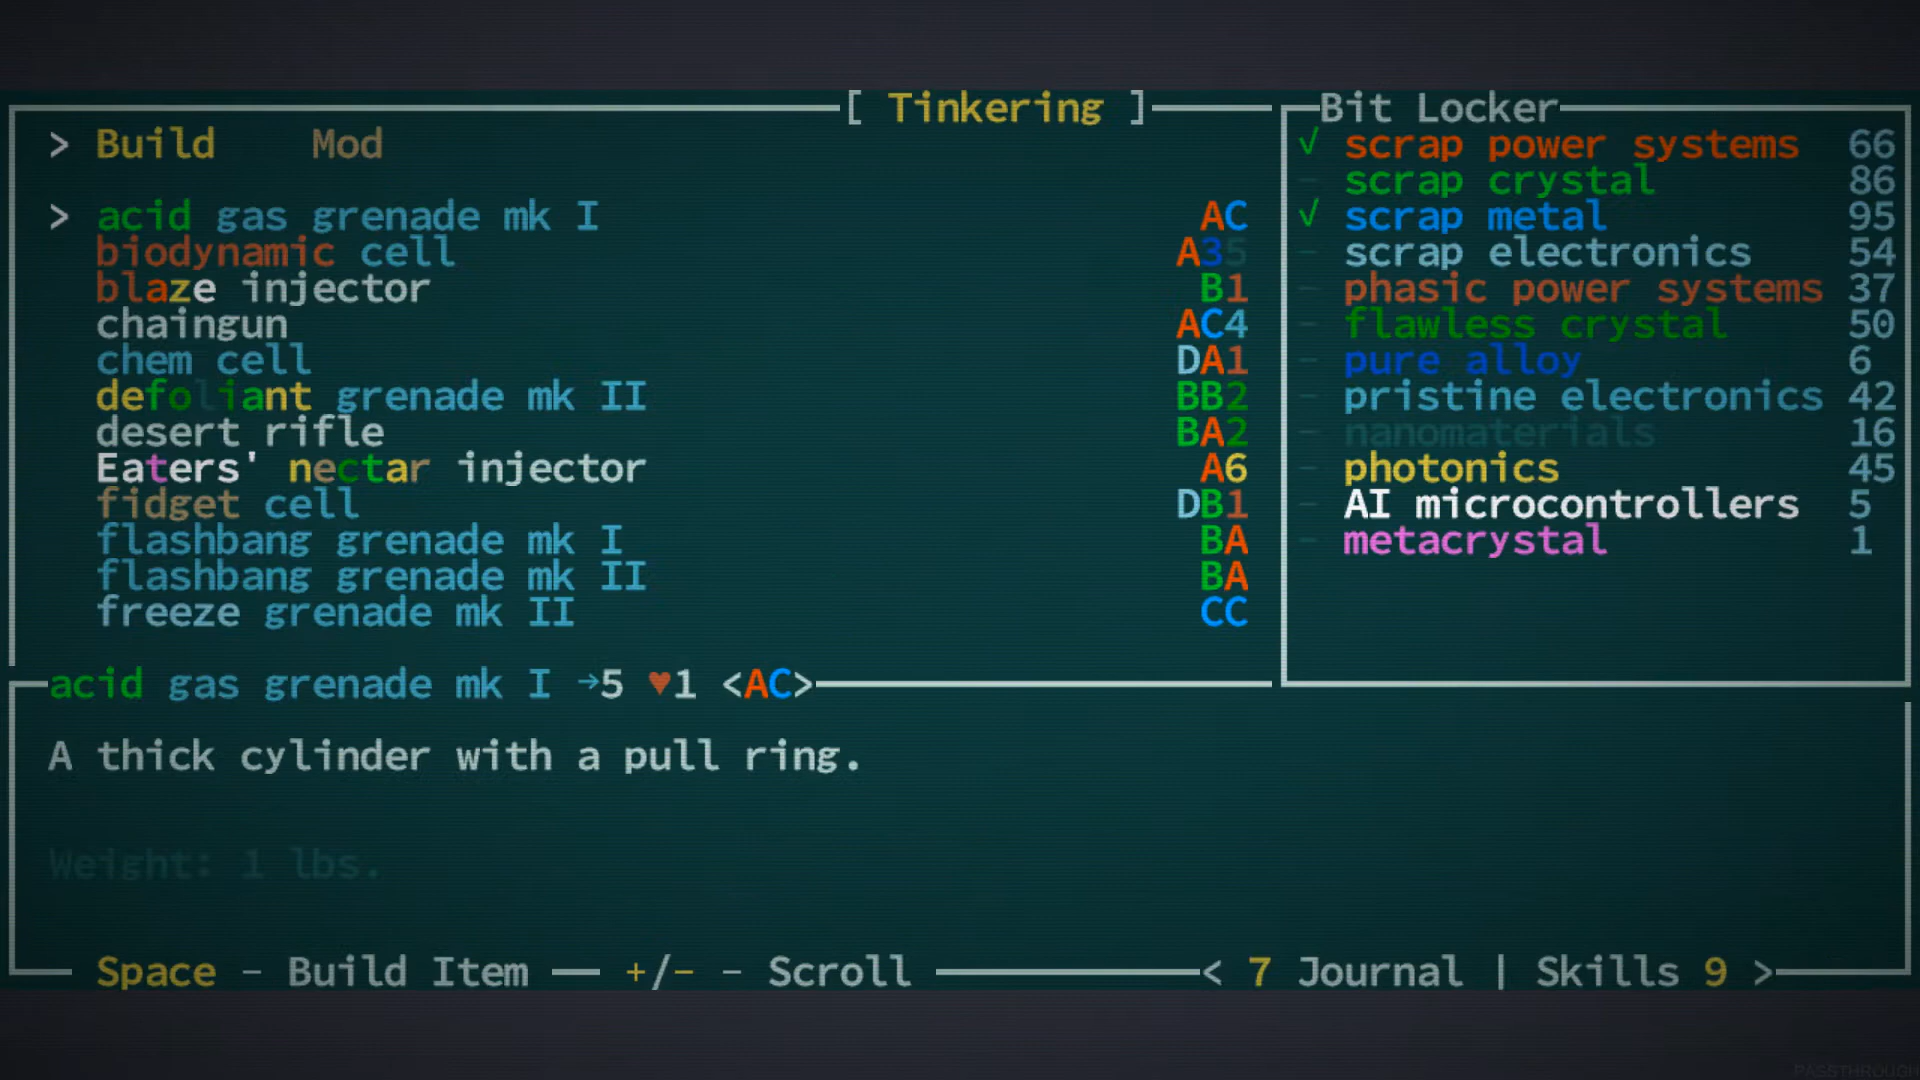 [ Tinkering ]
> Build Mod
> acid gas grenade mk I AC
biodynamic cell A35
blaze injector B1
chaingun AC4
chem cell DA1
defoliant grenade mk II BB2
desert rifle BA2
Eaters' nectar injector A6
fidget cell DB1
flashbang grenade mk I BA
flashbang grenade mk II BA
freeze grenade mk II CC
Bit Locker
√ scrap power systems 66
- scrap crystal 86
√ scrap metal 95
- scrap electronics 54
- phasic power systems 37
- flawless crystal 50
- pure alloy 6
- pristine electronics 42
- nanomaterials 16
- photonics 45
- AI microcontrollers 5
- metacrystal 1
acid gas grenade mk I →5 ♥1 <AC>
A thick cylinder with a pull ring.
Weight: 1 lbs.
Space - Build Item +/- - Scroll < 7 Journal | Skills 9 >
PASSTHROUGH